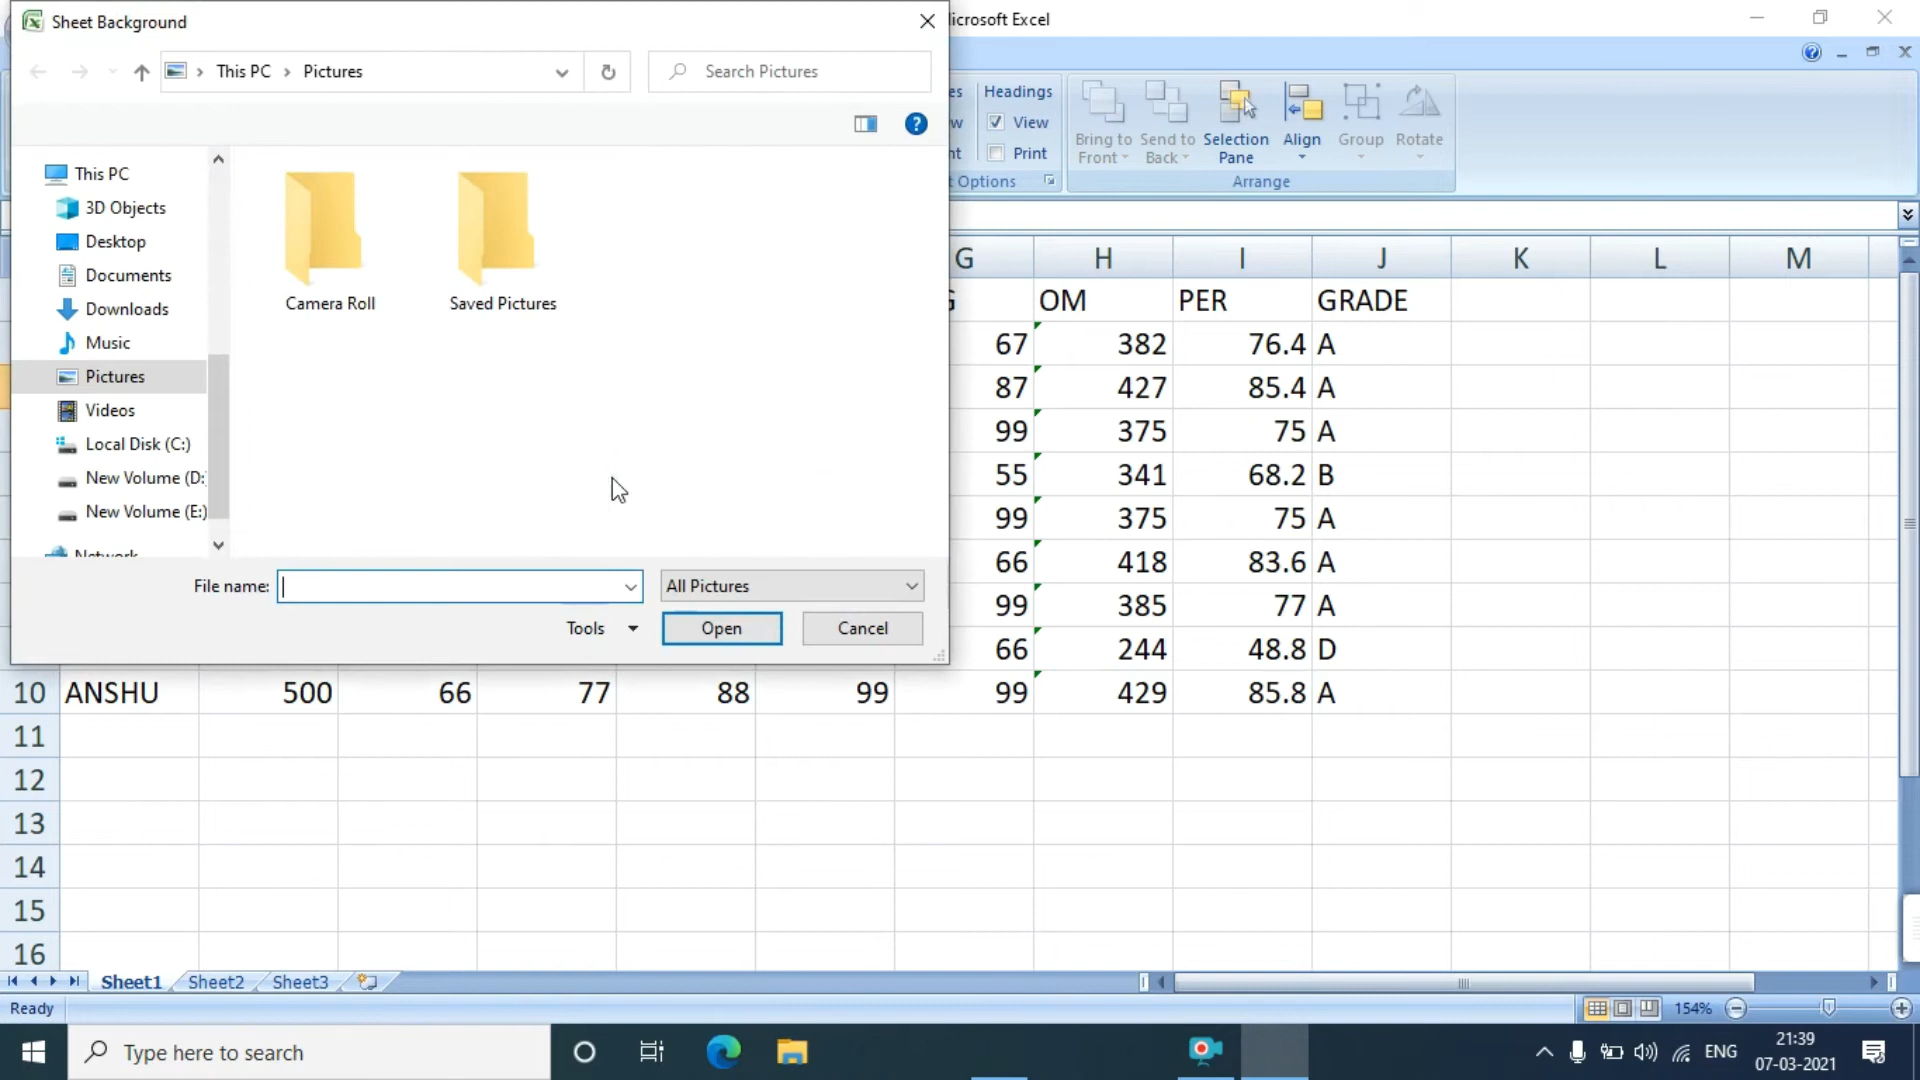 Sheet Background
icrosoft Excel
This PC
Pictures
Search Pictures
Headings
View
Print
Options
Bring to Front
Send to Back
Selection Pane
Align
Group
Rotate
Arrange
This PC
3D Objects
Desktop
Documents
Downloads
Music
Pictures
Videos
Local Disk (C:)
New Volume (D:
New Volume (E:)
Network
Camera Roll
Saved Pictures
File name:
All Pictures
Tools
Open
Cancel
G H I J K L M
OM PER GRADE
67 382 76.4 A
87 427 85.4 A
99 375 75 A
55 341 68.2 B
99 375 75 A
66 418 83.6 A
99 385 77 A
66 244 48.8 D
10 ANSHU 500 66 77 88 99 99 429 85.8 A
11
12
13
14
15
16
Sheet1 Sheet2 Sheet3
Ready
154%
Type here to search
ENG
21:39
07-03-2021